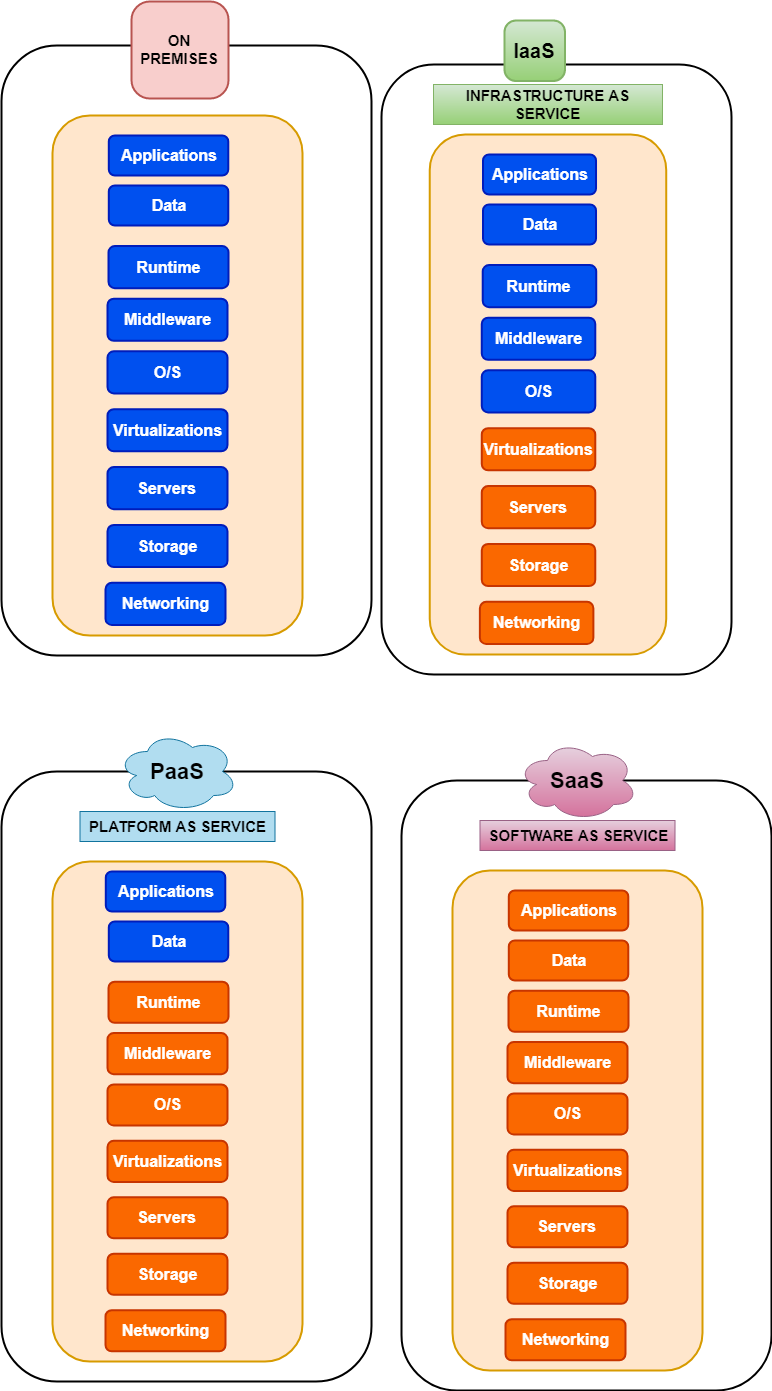 ON
PREMISES
Applications
Data
Runtime
Middleware
O/S
Virtualizations
Servers
Storage
Networking
IaaS
INFRASTRUCTURE AS
SERVICE
Applications
Data
Runtime
Middleware
O/S
Virtualizations
Servers
Storage
Networking
PaaS
PLATFORM AS SERVICE
Applications
Data
Runtime
Middleware
O/S
Virtualizations
Servers
Storage
Networking
SaaS
SOFTWARE AS SERVICE
Applications
Data
Runtime
Middleware
O/S
Virtualizations
Servers
Storage
Networking